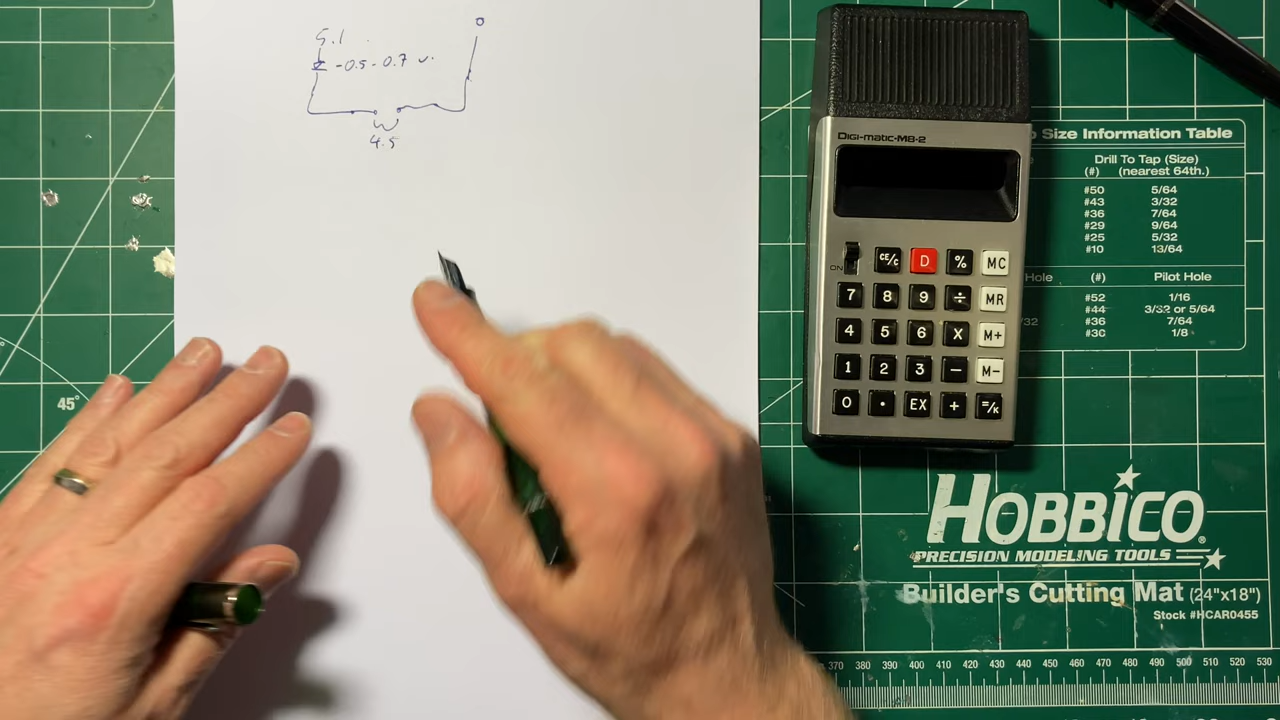 5.1
-0.5-0.7 v.
4.5
DIGI-MATIC-M8-2
ON
CE/C D % MC
7 8 9 ÷ MR
4 5 6 X M+
1 2 3 − M−
0 • EX + =/K
Size Information Table
Drill To Tap (Size)
(#) (nearest 64th.)
#50 5/64
#43 3/32
#36 7/64
#29 9/64
#25 5/32
#10 13/64
Hole (#) Pilot Hole
#52 1/16
#44 3/32 or 5/64
/32 #36 7/64
#30 1/8
45°
HOBBICO
PRECISION MODELING TOOLS
Builder's Cutting Mat (24"x18")
Stock #HCAR0455
370 380 390 400 410 420 430 440 450 460 470 480 490 500 510 520 530